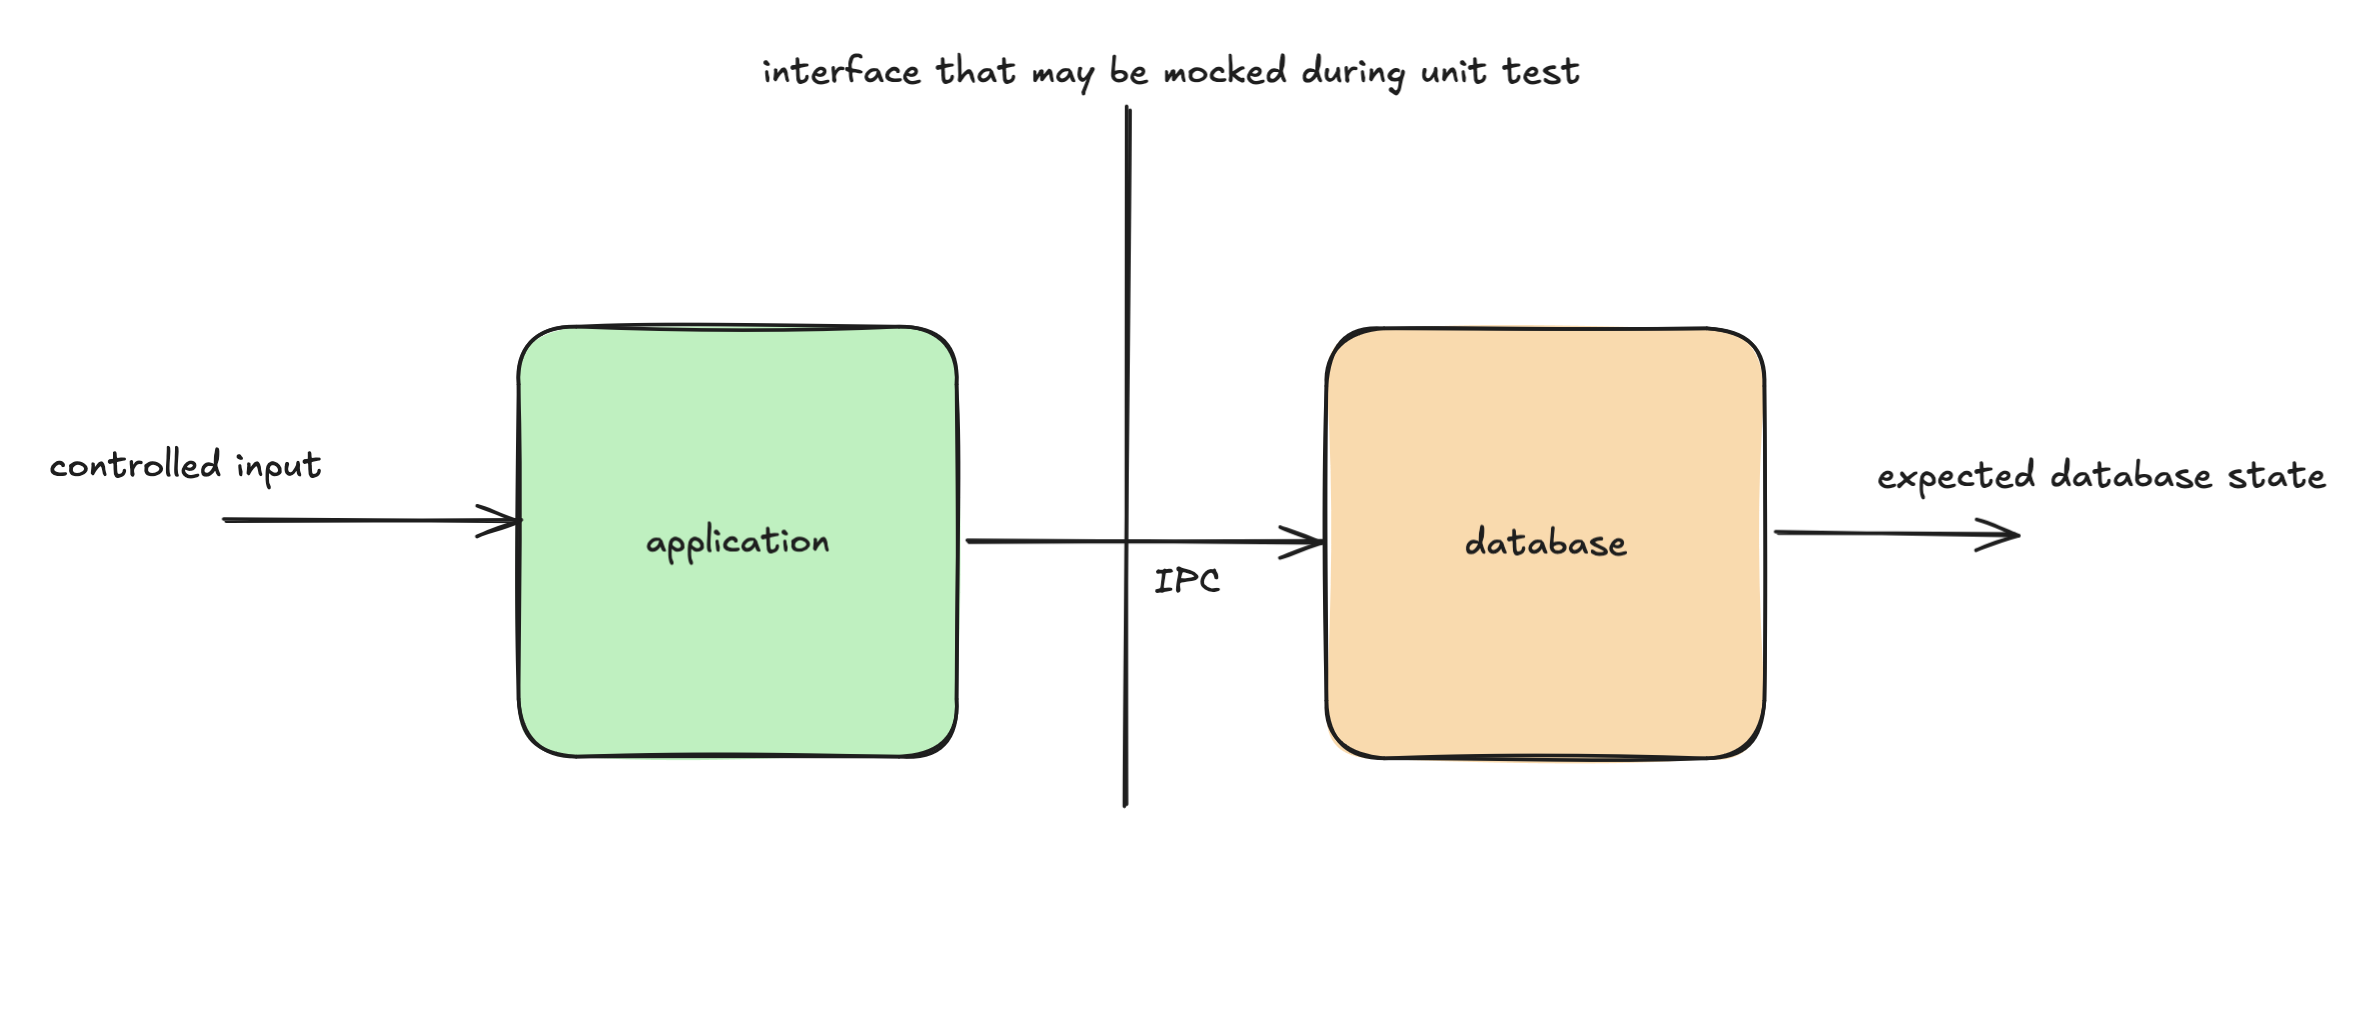 interface that may be mocked during unit test
controlled input
application
IPC
database
expected database state